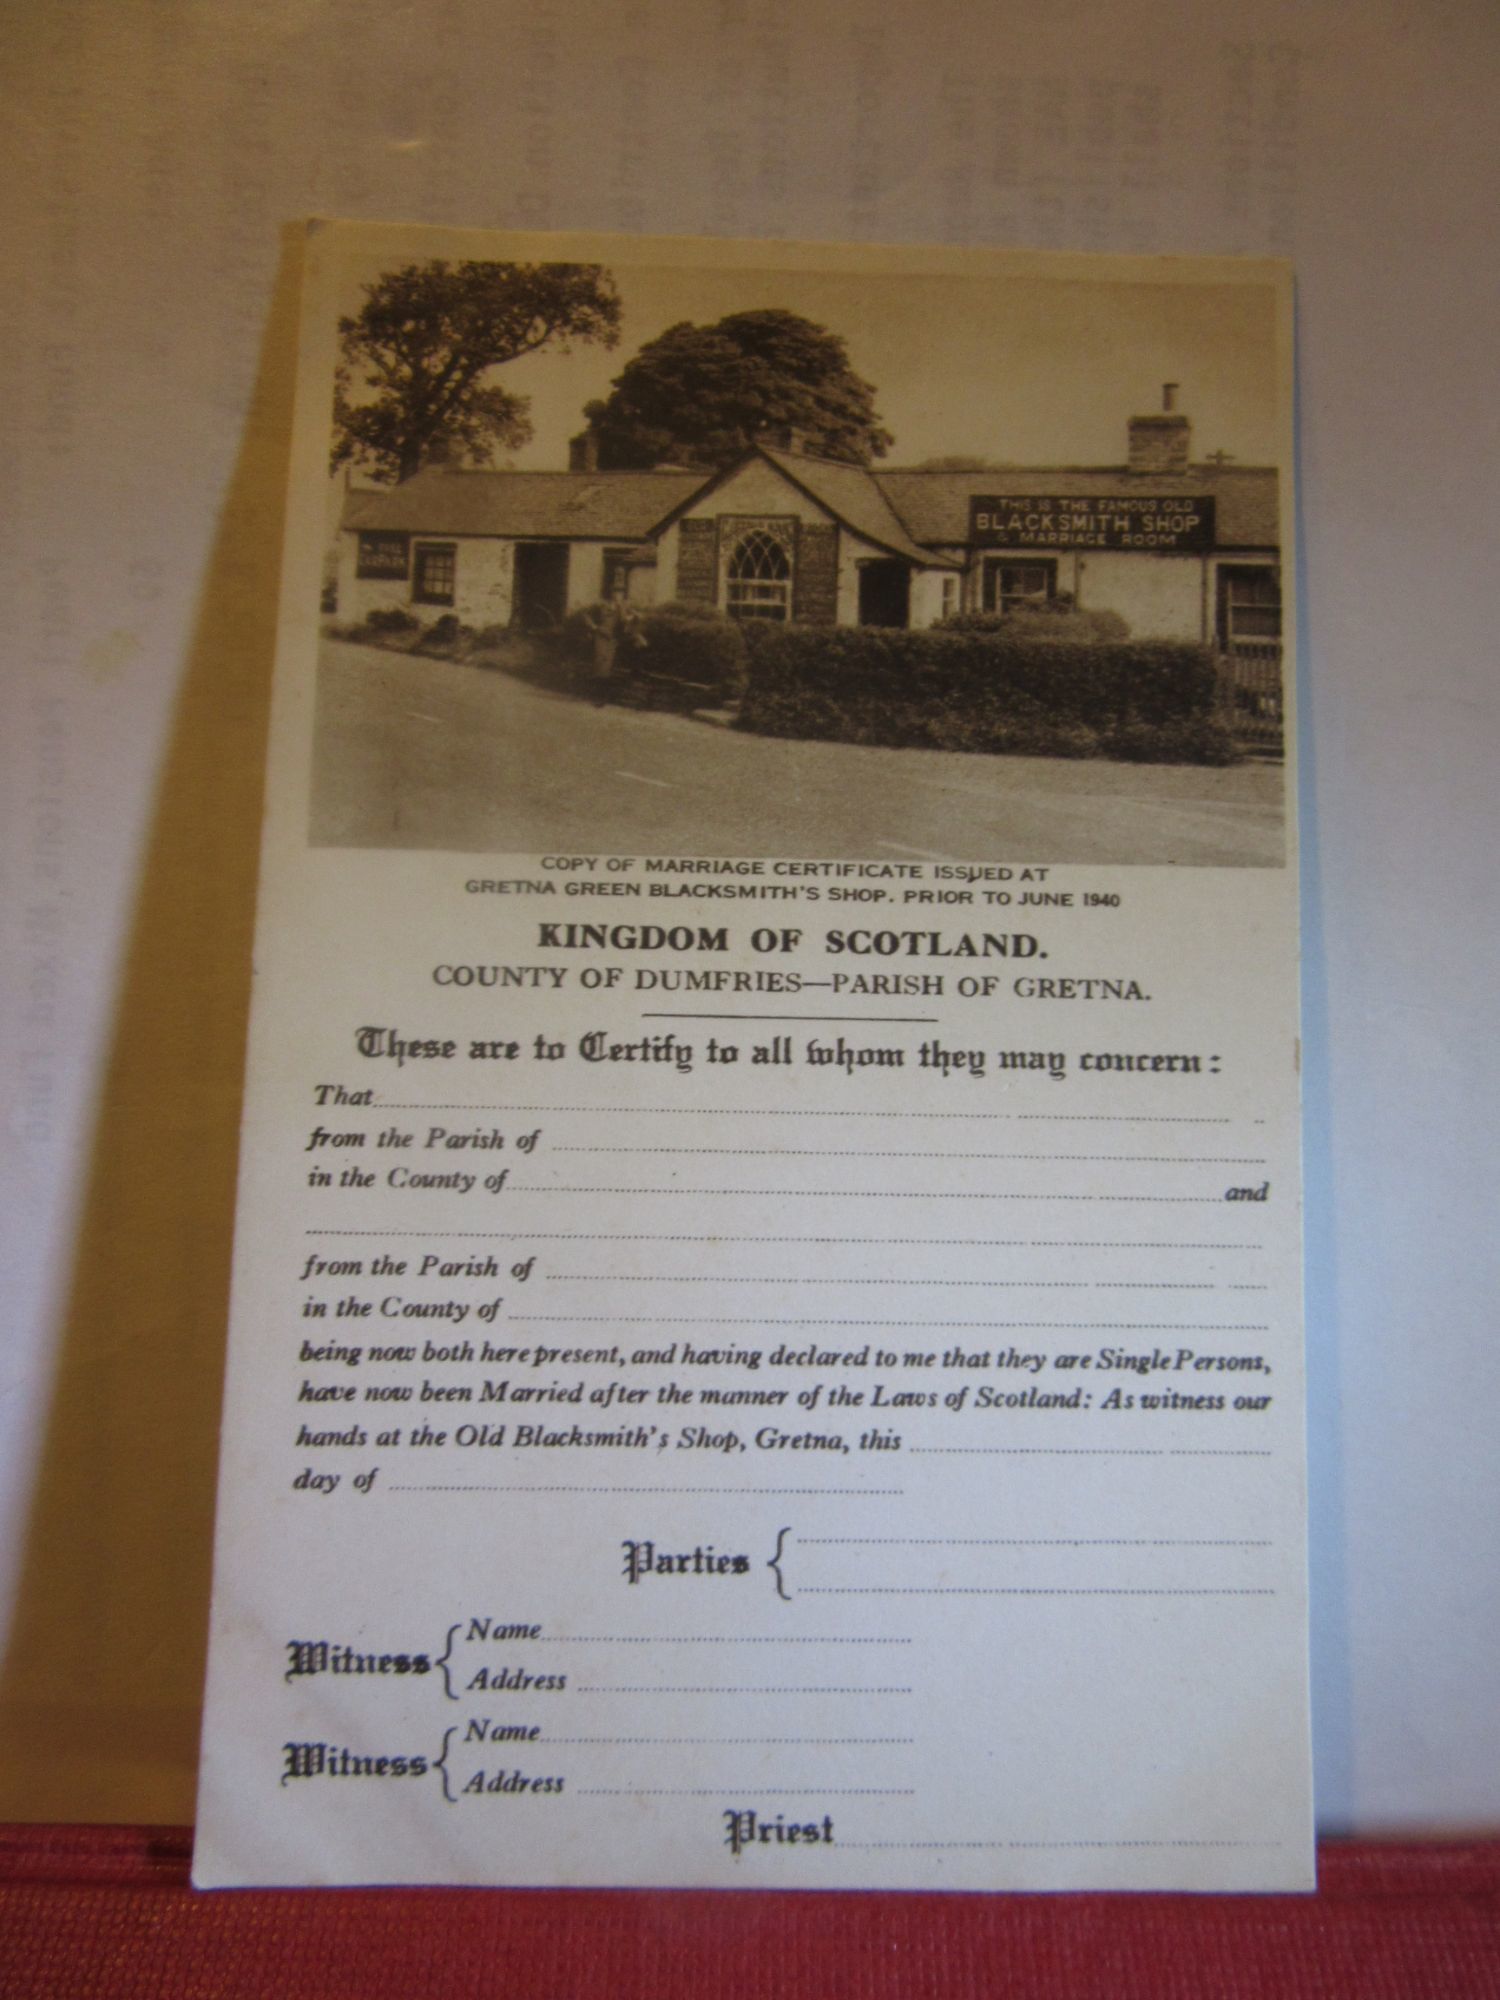 THIS IS THE FAMOUS OLD
BLACKSMITH SHOP
& MARRIAGE ROOM
COPY OF MARRIAGE CERTIFICATE ISSUED AT
GRETNA GREEN BLACKSMITH'S SHOP. PRIOR TO JUNE 1940
KINGDOM OF SCOTLAND.
COUNTY OF DUMFRIES—PARISH OF GRETNA.
These are to Certify to all whom they may concern:
That
from the Parish of
in the County of and
from the Parish of
in the County of
being now both here present, and having declared to me that they are Single Persons,
have now been Married after the manner of the Laws of Scotland: As witness our
hands at the Old Blacksmith's Shop, Gretna, this
day of
Parties
Name
Witness
Address
Name
Witness
Address
Priest